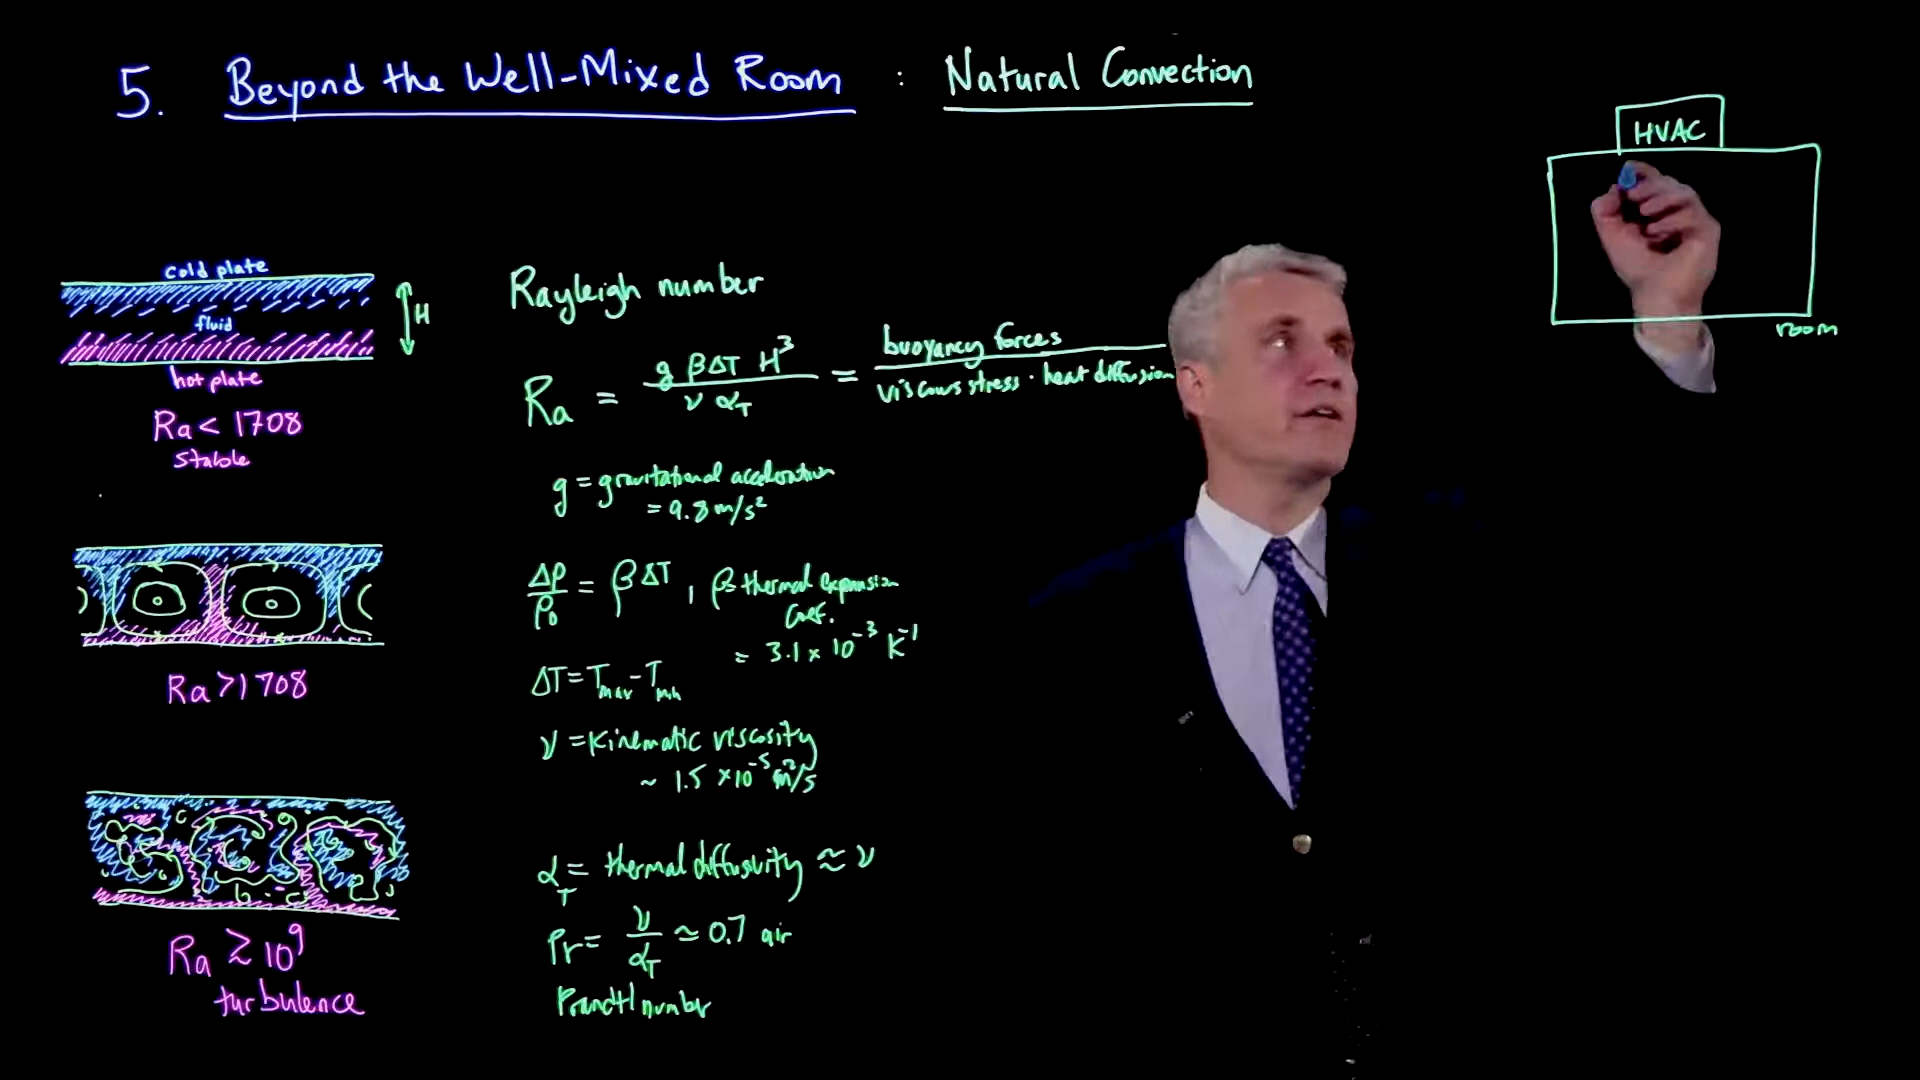 5. Beyond the Well-Mixed Room : Natural Convection
HVAC
room
cold plate
fluid
H
hot plate
Ra < 1708
stable
Ra > 1708
Ra ≳ 10⁹
turbulence
Rayleigh number
Ra = g β ΔT H³ / ν α_T = buoyancy forces / viscous stress · heat diffusion
g = gravitational acceleration
= 9.8 m/s²
Δρ/ρ₀ = β ΔT , β = thermal expansion
coef.
= 3.1 × 10⁻³ K⁻¹
ΔT = T_max − T_min
ν = kinematic viscosity
~ 1.5 × 10⁻⁵ m²/s
α_T = thermal diffusivity ≈ ν
Pr = ν/α_T ≈ 0.7 air
Prandtl number